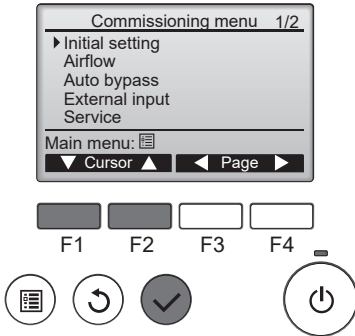 Commissioning menu 1/2
Initial setting
Airflow
Auto bypass
External input
Service
Main menu:
Cursor Page
F1 F2 F3 F4